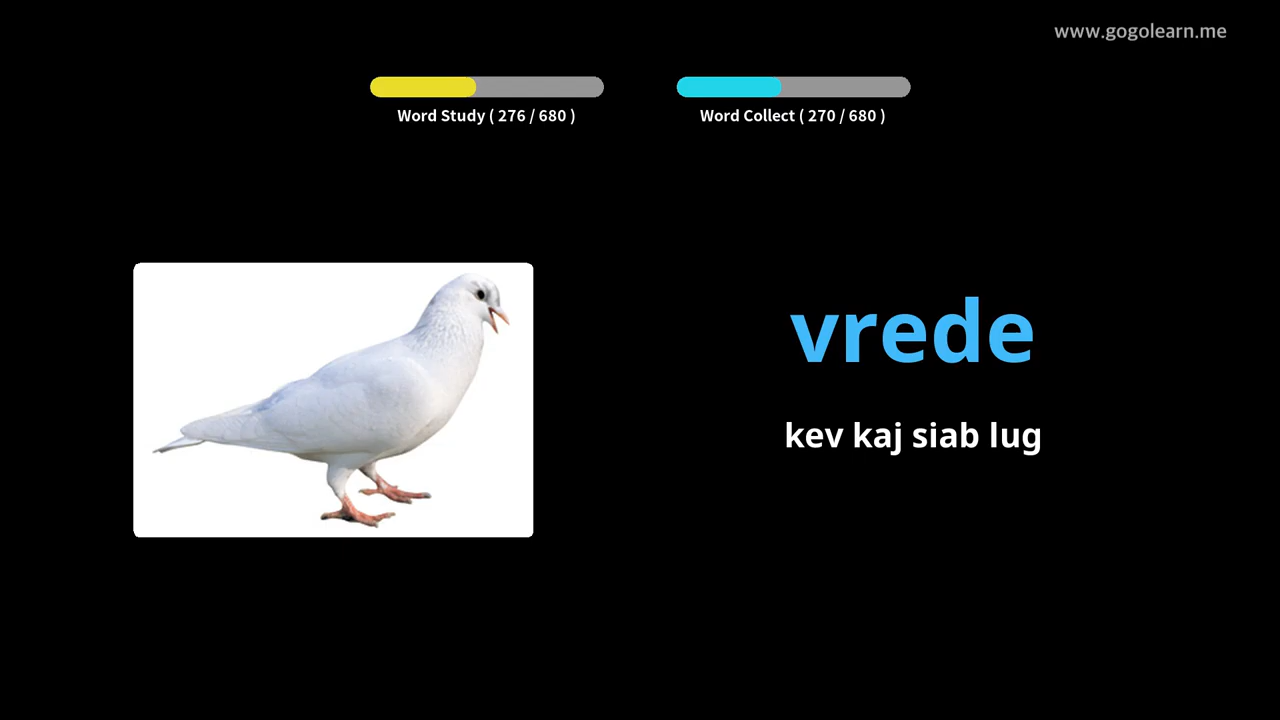 www.gogolearn.me
Word Study ( 276 / 680 )
Word Collect ( 270 / 680 )
vrede
kev kaj siab lug